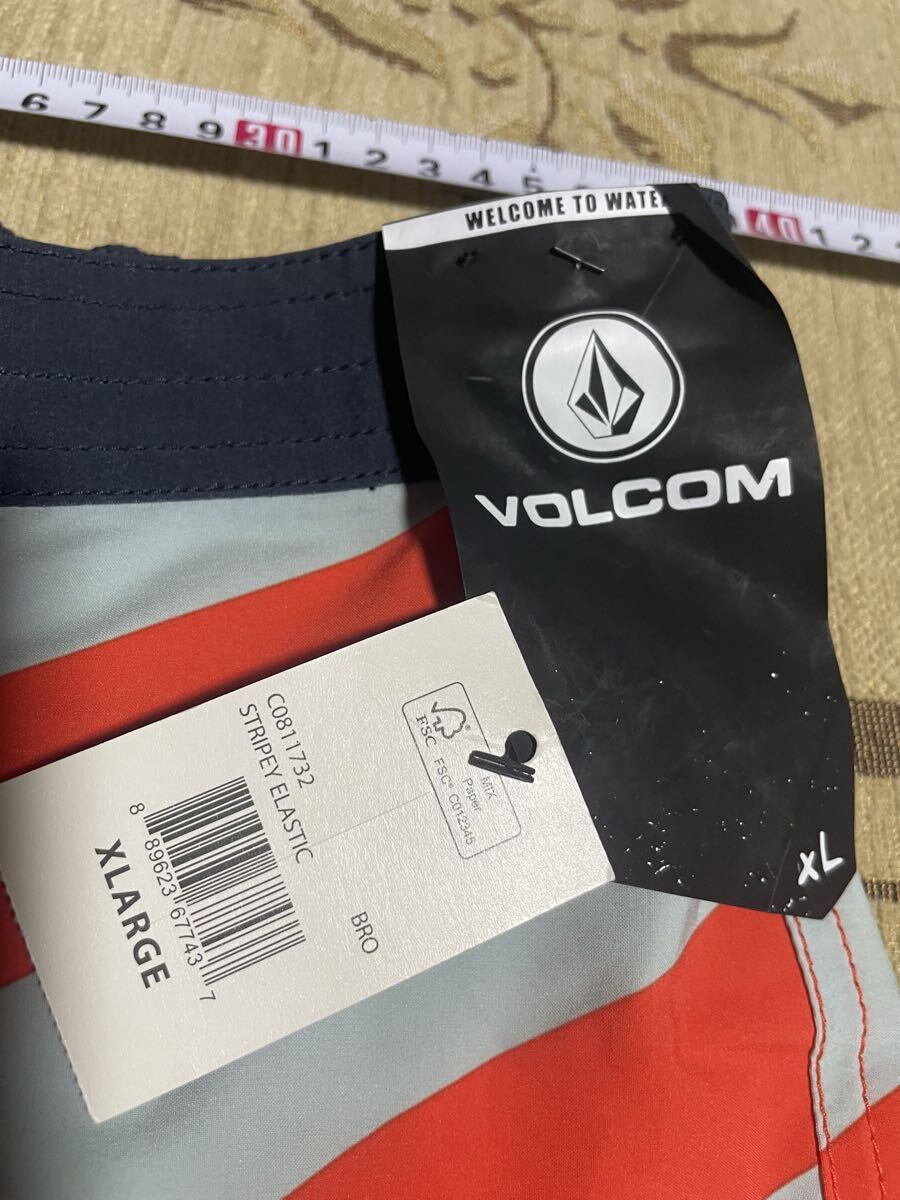 6 7 8 9 30 1 2 3 4 5 40 1 2
WELCOME TO WATE
VOLCOM
XL
FSC
FSC® C012345
MIX
Paper
C0811732
STRIPEY ELASTIC
BRO
8 89623 67743 7
XLARGE